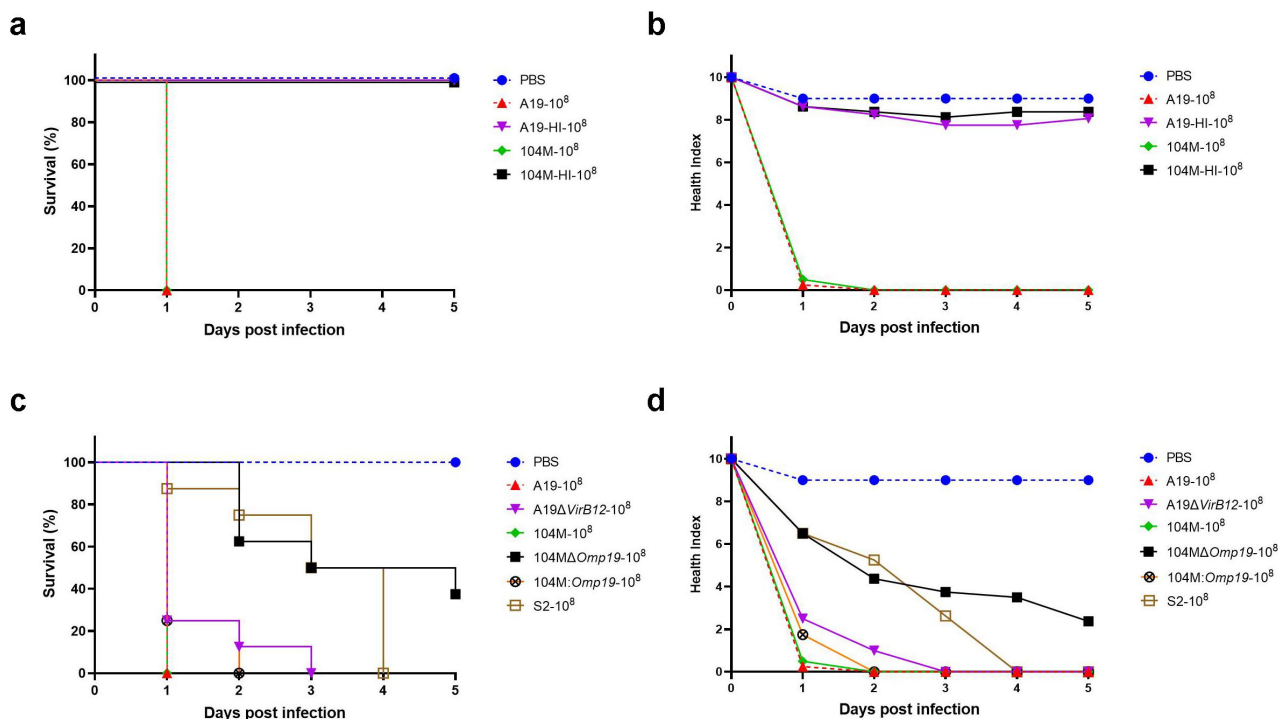 a
Survival (%)
100
80
60
40
20
0
0 1 2 3 4 5
Days post infection
PBS
A19-10⁸
A19-HI-10⁸
104M-10⁸
104M-HI-10⁸
b
Health Index
10
8
6
4
2
0
0 1 2 3 4 5
Days post infection
PBS
A19-10⁸
A19-HI-10⁸
104M-10⁸
104M-HI-10⁸
c
Survival (%)
100
80
60
40
20
0
0 1 2 3 4 5
Days post infection
PBS
A19-10⁸
A19ΔVirB12-10⁸
104M-10⁸
104MΔOmp19-10⁸
104M:Omp19-10⁸
S2-10⁸
d
Health Index
10
8
6
4
2
0
0 1 2 3 4 5
Days post infection
PBS
A19-10⁸
A19ΔVirB12-10⁸
104M-10⁸
104MΔOmp19-10⁸
104M:Omp19-10⁸
S2-10⁸